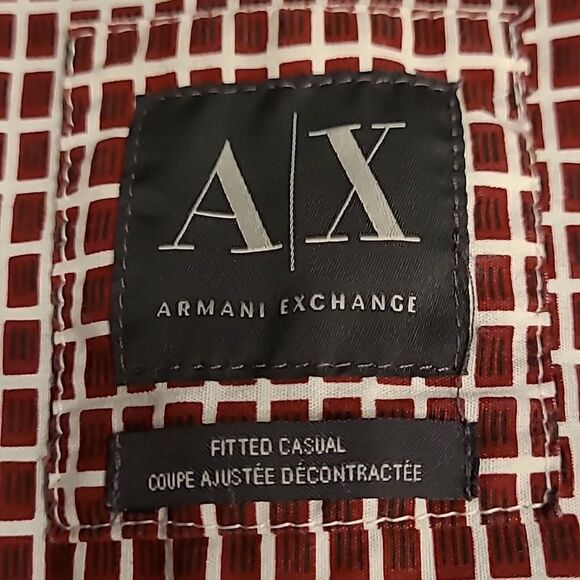 A|X
ARMANI EXCHANGE
FITTED CASUAL
COUPE AJUSTÉE DÉCONTRACTÉE